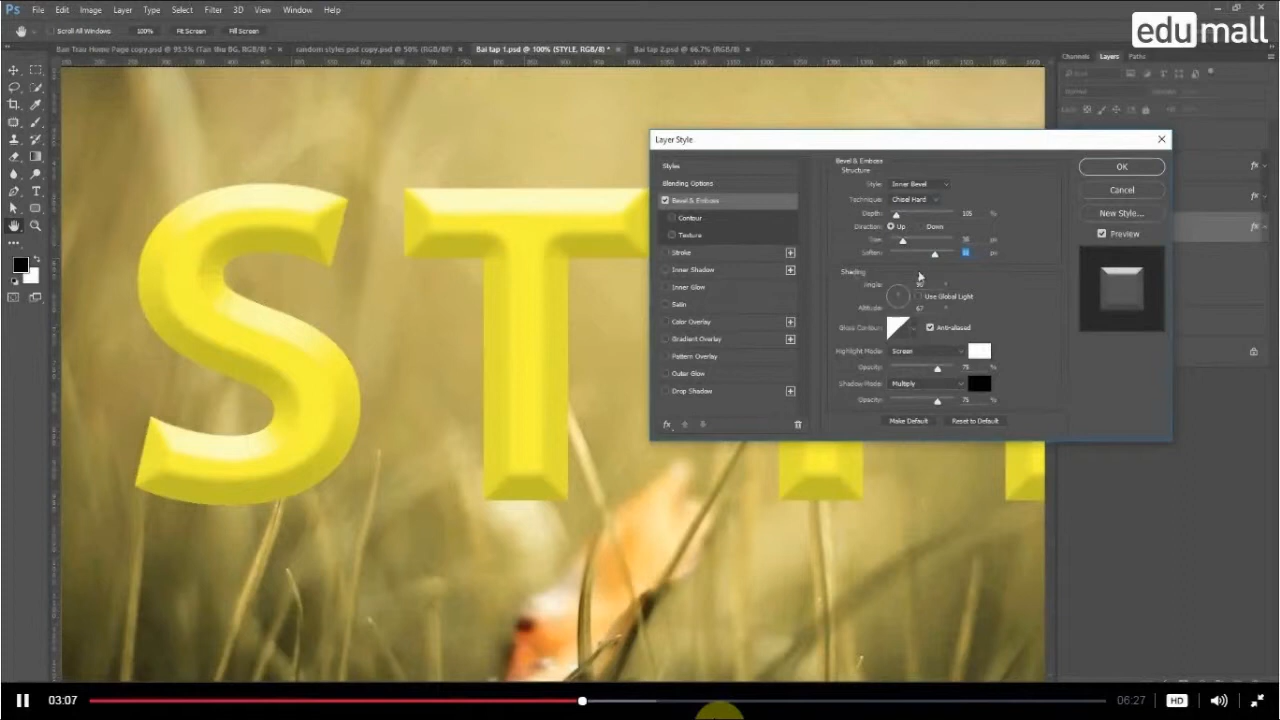 edumall
Ps File Edit Image Layer Type Select Filter 3D View Window Help
Scroll All Windows 100% Fit Screen Fill Screen
Ban Trau Home Page copy.psd @ 93.3% (Tan thu BG, RGB/8) * × random styles psd copy.psd @ 50% (RGB/8#) × Bai tap 1.psd @ 100% (STYLE, RGB/8) * × Bai tap 2.psd @ 66.7% (RGB/8) ×
Channels Layers Paths
Layer Style
Styles
Blending Options
Bevel & Emboss
Contour
Texture
Stroke
Inner Shadow
Inner Glow
Satin
Color Overlay
Gradient Overlay
Pattern Overlay
Outer Glow
Drop Shadow
fx
Bevel & Emboss
Structure
Style: Inner Bevel
Technique: Chisel Hard
Depth: 105 %
Direction: Up Down
Size: px
Soften: px
Shading
Angle:
Use Global Light
Altitude: 67 °
Gloss Contour: Anti-aliased
Highlight Mode: Screen
Opacity: 75 %
Shadow Mode: Multiply
Opacity: 75 %
Make Default Reset to Default
OK
Cancel
New Style...
Preview
fx
fx
fx
ST
03:07 06:27 HD